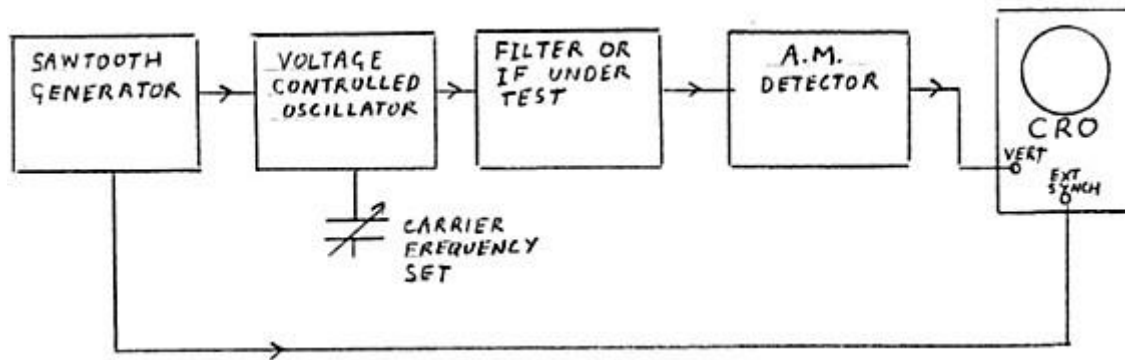 SAWTOOTH
GENERATOR
VOLTAGE
CONTROLLED
OSCILLATOR
FILTER OR
IF UNDER
TEST
A.M.
DETECTOR
CRO
VERT
EXT
SYNCH
CARRIER
FREQUENCY
SET